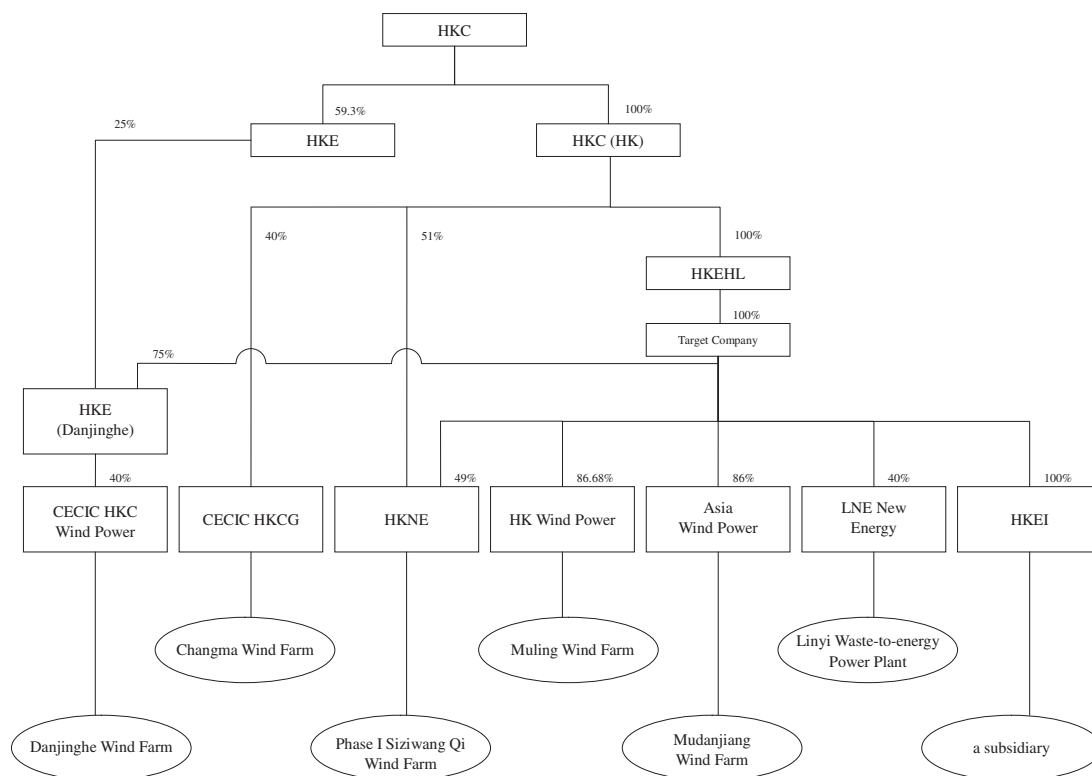 HKC
59.3%
100%
25%
HKE
HKC (HK)
40%
51%
100%
HKEHL
100%
Target Company
75%
HKE
(Danjinghe)
40%
49%
86.68%
86%
40%
100%
CECIC HKC
Wind Power
CECIC HKCG
HKNE
HK Wind Power
Asia
Wind Power
LNE New
Energy
HKEI
Changma Wind Farm
Muling Wind Farm
Linyi Waste-to-energy
Power Plant
Danjinghe Wind Farm
Phase I Siziwang Qi
Wind Farm
Mudanjiang
Wind Farm
a subsidiary